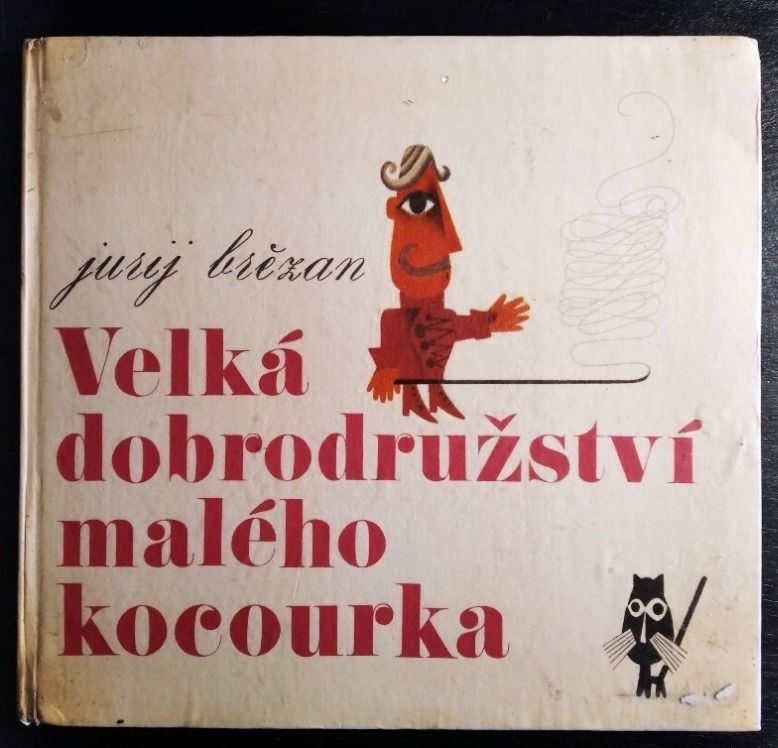 jurij brězan
Velká
dobrodružství
malého
kocourka